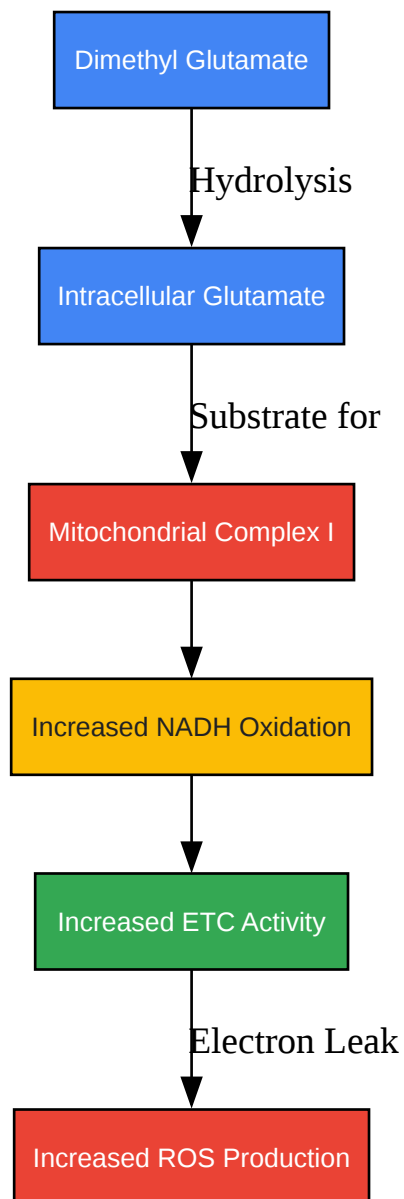 Dimethyl Glutamate
Hydrolysis
Intracellular Glutamate
Substrate for
Mitochondrial Complex I
Increased NADH Oxidation
Increased ETC Activity
Electron Leak
Increased ROS Production